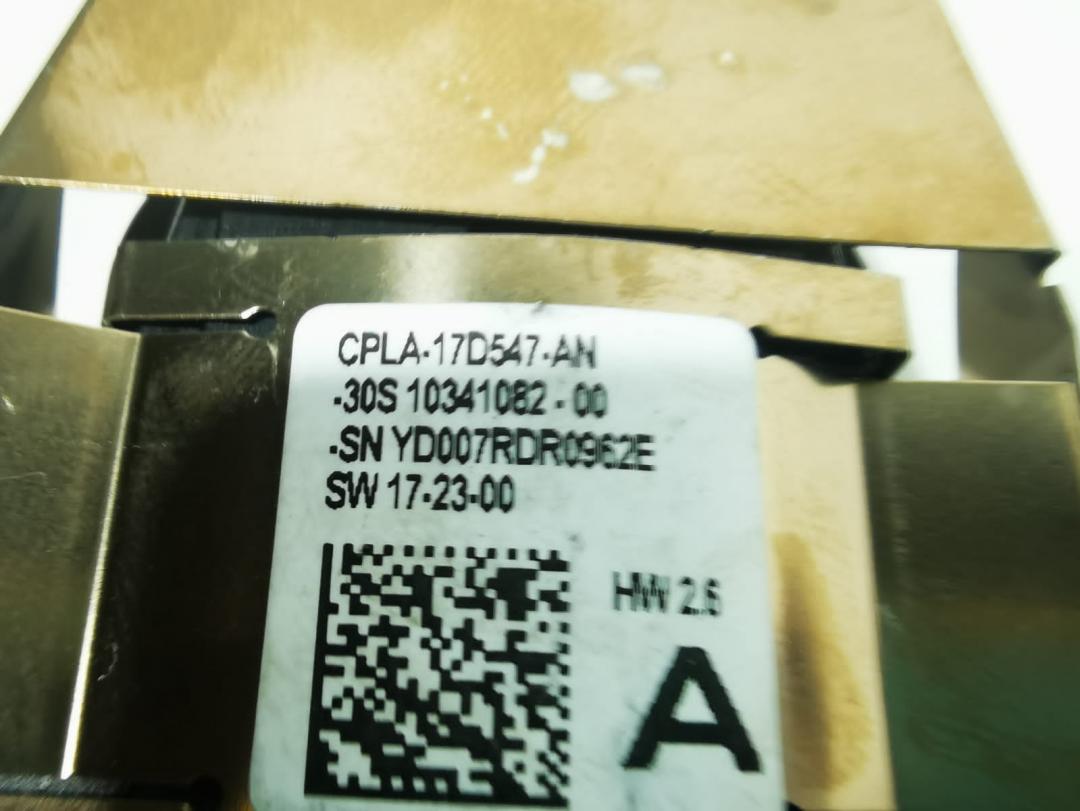 CPLA-17D547-AN
-30S 10341082 - 00
-SN YD007RDR0962E
SW 17-23-00
HW 2.6
A